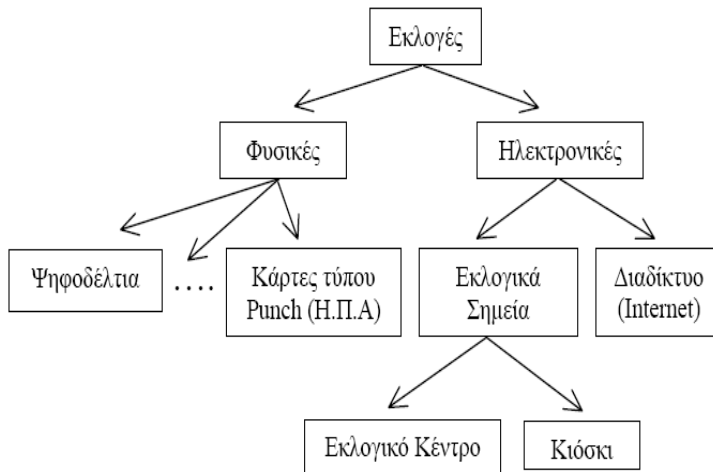 Εκλογές
Φυσικές
Ηλεκτρονικές
Ψηφοδέλτια
....
Κάρτες τύπου
Punch (Η.Π.Α)
Εκλογικά
Σημεία
Διαδίκτυο
(Internet)
Εκλογικό Κέντρο
Κιόσκι